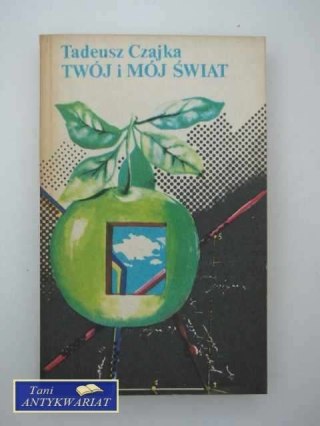 Tadeusz Czajka
TWÓJ i MÓJ ŚWIAT
Tani
ANTYKWARIAT